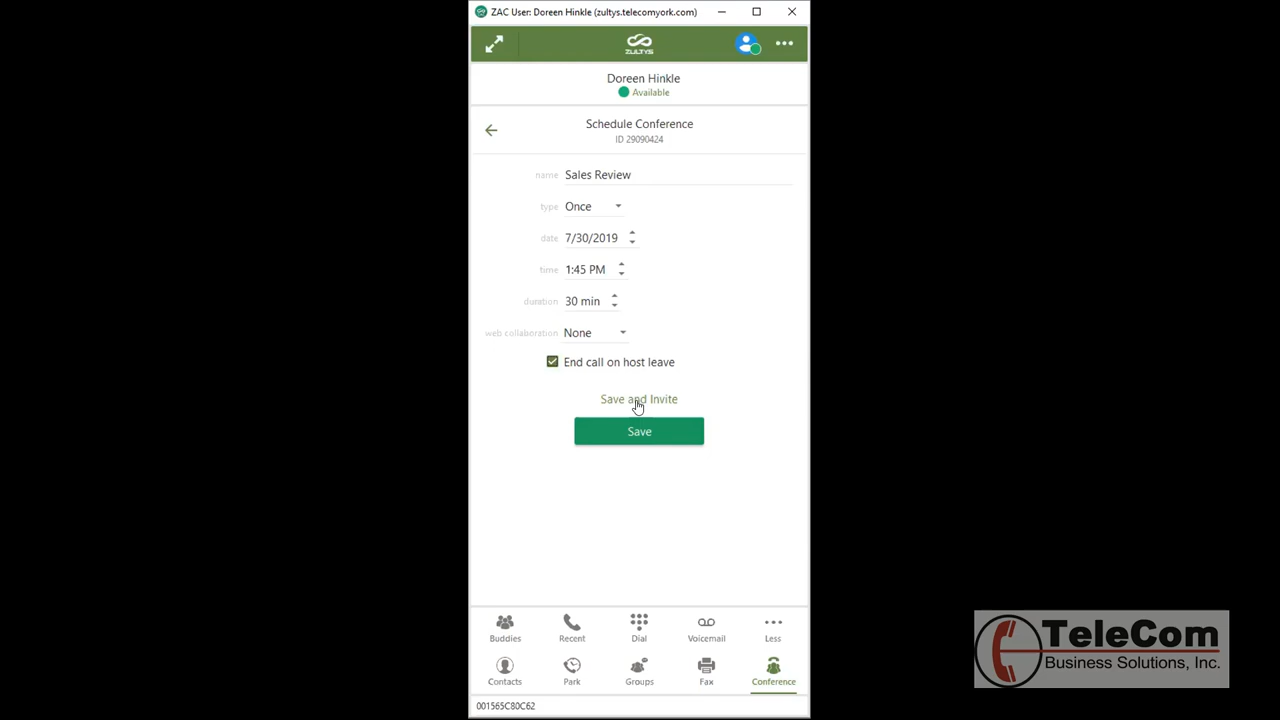 ZAC User: Doreen Hinkle (zultys.telecomyork.com)
ZULTYS
Doreen Hinkle
Available
Schedule Conference
ID 29090424
name Sales Review
type Once
date 7/30/2019
time 1:45 PM
duration 30 min
web collaboration None
End call on host leave
Save and Invite
Save
Buddies Recent Dial Voicemail Less
Contacts Park Groups Fax Conference
001565C80C62
TeleCom
Business Solutions, Inc.